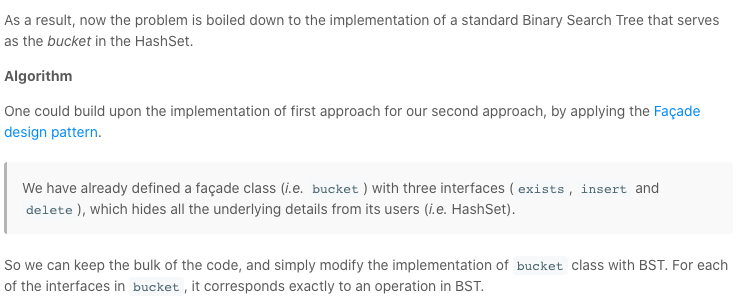 As a result, now the problem is boiled down to the implementation of a standard Binary Search Tree that serves
as the bucket in the HashSet.
Algorithm
One could build upon the implementation of first approach for our second approach, by applying the Façade
design pattern.
We have already defined a façade class (i.e. bucket ) with three interfaces ( exists , insert and
delete ), which hides all the underlying details from its users (i.e. HashSet).
So we can keep the bulk of the code, and simply modify the implementation of bucket class with BST. For each
of the interfaces in bucket , it corresponds exactly to an operation in BST.